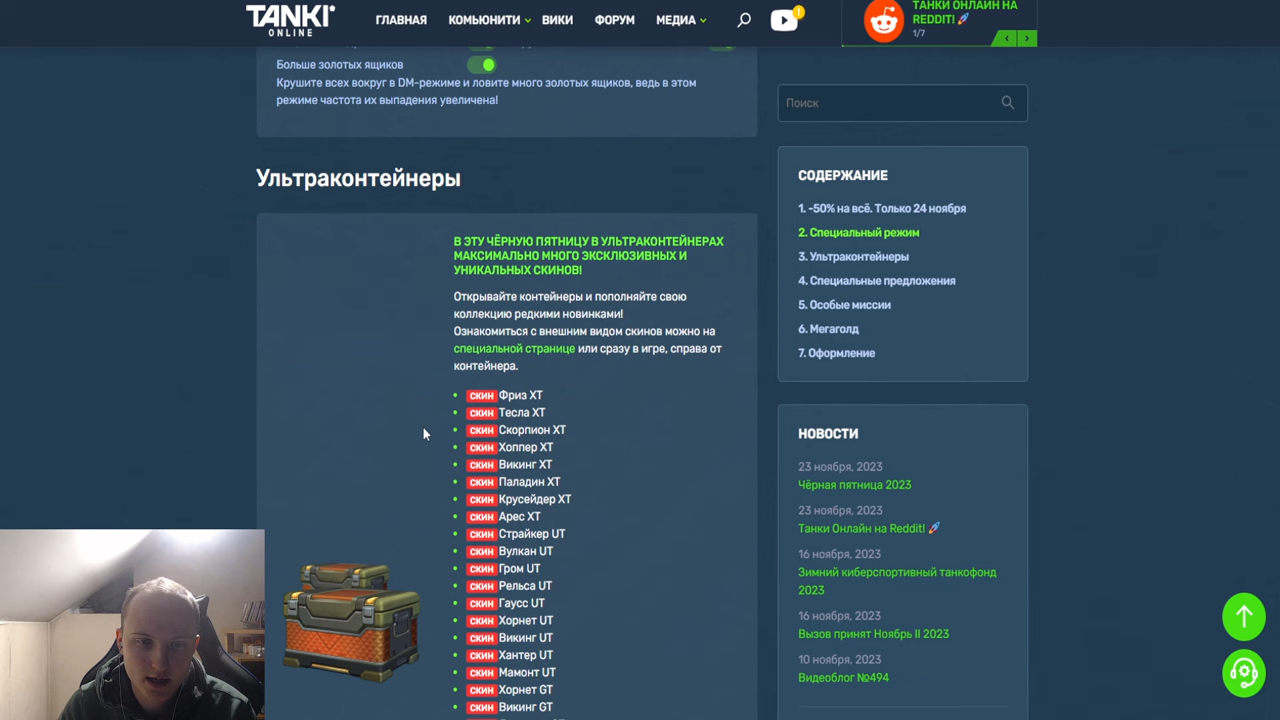 TANKI
ONLINE
ГЛАВНАЯ
КОМЬЮНИТИ
ВИКИ
ФОРУМ
МЕДИА
1
ТАНКИ ОНЛАЙН НА
REDDIT! 🚀
1/7
Больше золотых ящиков
Крушите всех вокруг в DM-режиме и ловите много золотых ящиков, ведь в этом
режиме частота их выпадения увеличена!
Ультраконтейнеры
В ЭТУ ЧЁРНУЮ ПЯТНИЦУ В УЛЬТРАКОНТЕЙНЕРАХ
МАКСИМАЛЬНО МНОГО ЭКСКЛЮЗИВНЫХ И
УНИКАЛЬНЫХ СКИНОВ!
Открывайте контейнеры и пополняйте свою
коллекцию редкими новинками!
Ознакомиться с внешним видом скинов можно на
специальной странице или сразу в игре, справа от
контейнера.
СКИН Фриз XT
СКИН Тесла XT
СКИН Скорпион XT
СКИН Хоппер XT
СКИН Викинг XT
СКИН Паладин XT
СКИН Крусейдер XT
СКИН Арес XT
СКИН Страйкер UT
СКИН Вулкан UT
СКИН Гром UT
СКИН Рельса UT
СКИН Гаусс UT
СКИН Хорнет UT
СКИН Викинг UT
СКИН Хантер UT
СКИН Мамонт UT
СКИН Хорнет GT
СКИН Викинг GT
Поиск
СОДЕРЖАНИЕ
1. -50% на всё. Только 24 ноября
2. Специальный режим
3. Ультраконтейнеры
4. Специальные предложения
5. Особые миссии
6. Мегаголд
7. Оформление
НОВОСТИ
23 ноября, 2023
Чёрная пятница 2023
23 ноября, 2023
Танки Онлайн на Reddit! 🚀
16 ноября, 2023
Зимний киберспортивный танкофонд
2023
16 ноября, 2023
Вызов принят Ноябрь II 2023
10 ноября, 2023
Видеоблог №494